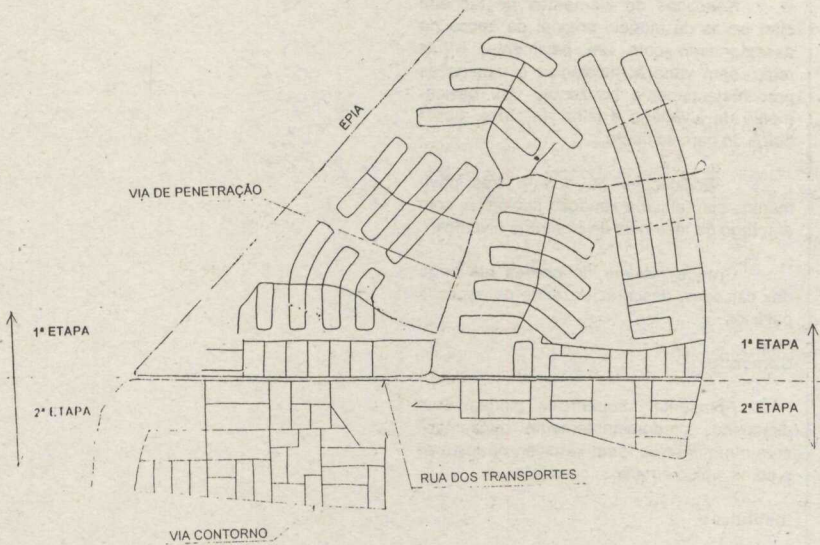 EPIA
VIA DE PENETRAÇÃO
1ª ETAPA
1ª ETAPA
2ª ETAPA
2ª ETAPA
RUA DOS TRANSPORTES
VIA CONTORNO